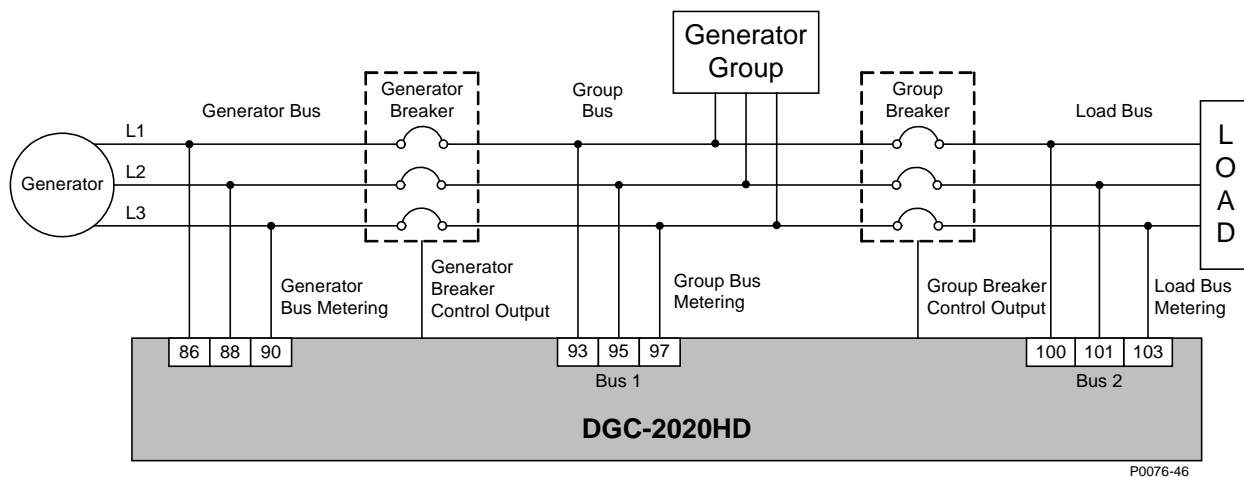 Generator
Group
Generator Bus
Generator
Breaker
Group
Bus
Group
Breaker
Load Bus
L1
L2
L3
Generator
L
O
A
D
Generator
Bus Metering
Generator
Breaker
Control Output
Group Bus
Metering
Group Breaker
Control Output
Load Bus
Metering
86 88 90
93 95 97
100 101 103
Bus 1
Bus 2
DGC-2020HD
P0076-46